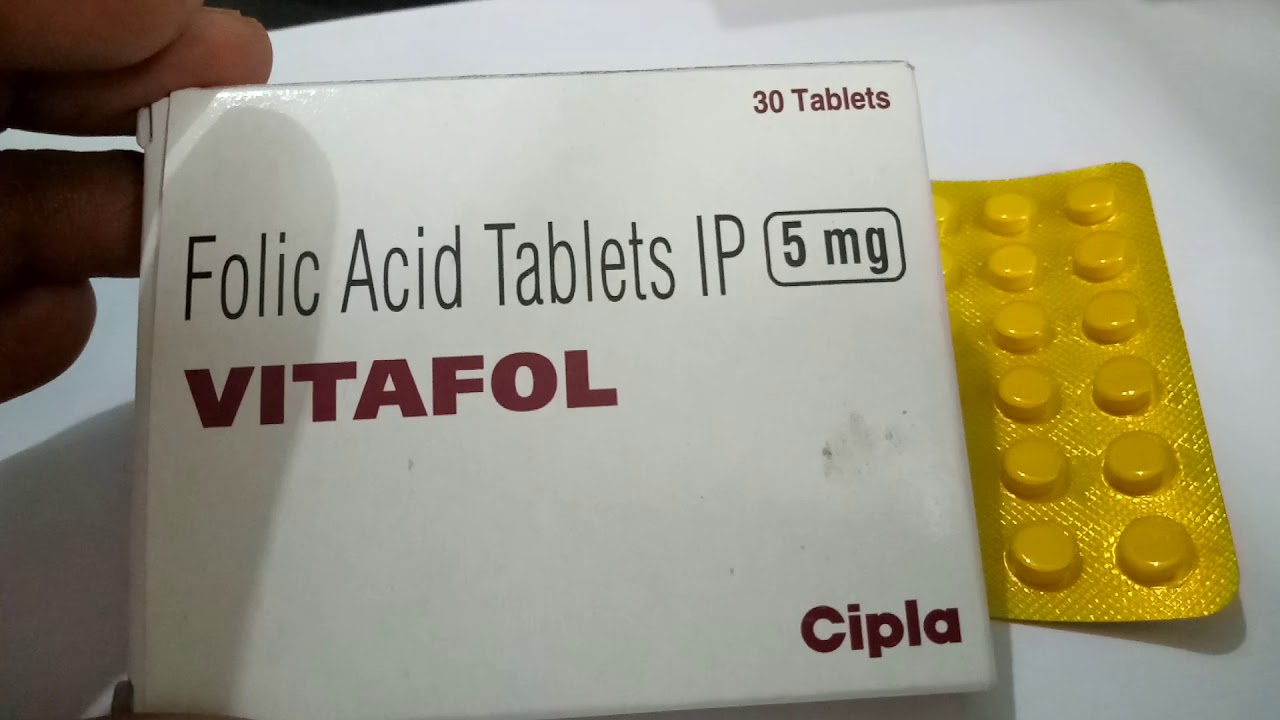 30 Tablets
Folic Acid Tablets IP 5 mg
VITAFOL
Cipla